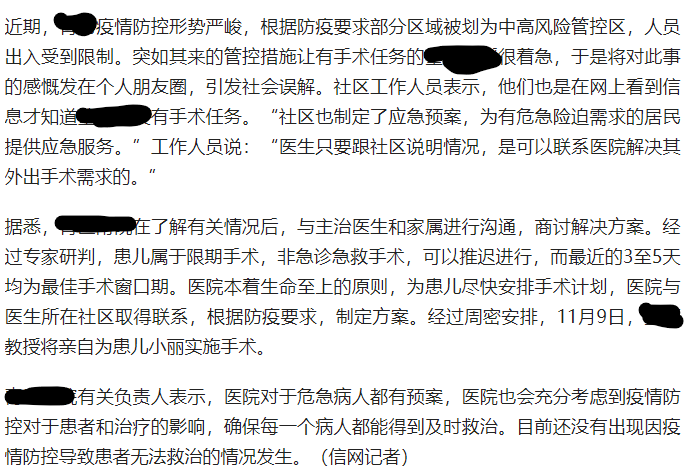 近期，疫情防控形势严峻，根据防疫要求部分区域被划为中高风险管控区，人员
出入受到限制。突如其来的管控措施让有手术任务的很着急，于是将对此事
的感慨发在个人朋友圈，引发社会误解。社区工作人员表示，他们也是在网上看到信
息才知道有手术任务。“社区也制定了应急预案，为有危急险迫需求的居民
提供应急服务。”工作人员说：“医生只要跟社区说明情况，是可以联系医院解决其
外出手术需求的。”
据悉，在了解有关情况后，与主治医生和家属进行沟通，商讨解决方案。经
过专家研判，患儿属于限期手术，非急诊急救手术，可以推迟进行，而最近的3至5天
均为最佳手术窗口期。医院本着生命至上的原则，为患儿尽快安排手术计划，医院与
医生所在社区取得联系，根据防疫要求，制定方案。经过周密安排，11月9日，
教授将亲自为患儿小丽实施手术。
有关负责人表示，医院对于危急病人都有预案，医院也会充分考虑到疫情防
控对于患者和治疗的影响，确保每一个病人都能得到及时救治。目前还没有出现因疫
情防控导致患者无法救治的情况发生。（信网记者）